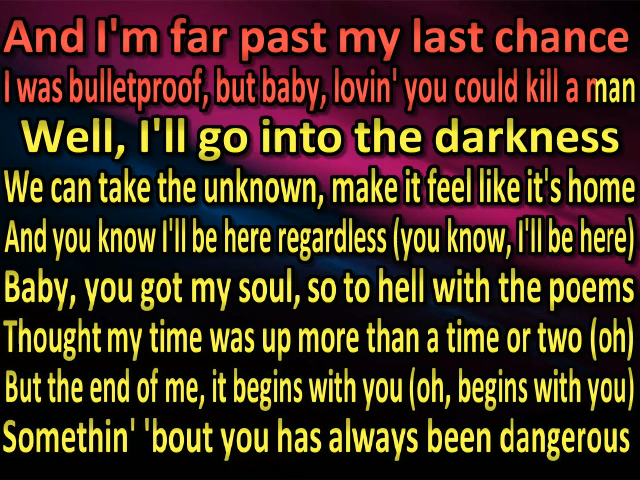 And I'm far past my last chance
I was bulletproof, but baby, lovin' you could kill a man
Well, I'll go into the darkness
We can take the unknown, make it feel like it's home
And you know I'll be here regardless (you know, I'll be here)
Baby, you got my soul, so to hell with the poems
Thought my time was up more than a time or two (oh)
But the end of me, it begins with you (oh, begins with you)
Somethin' 'bout you has always been dangerous